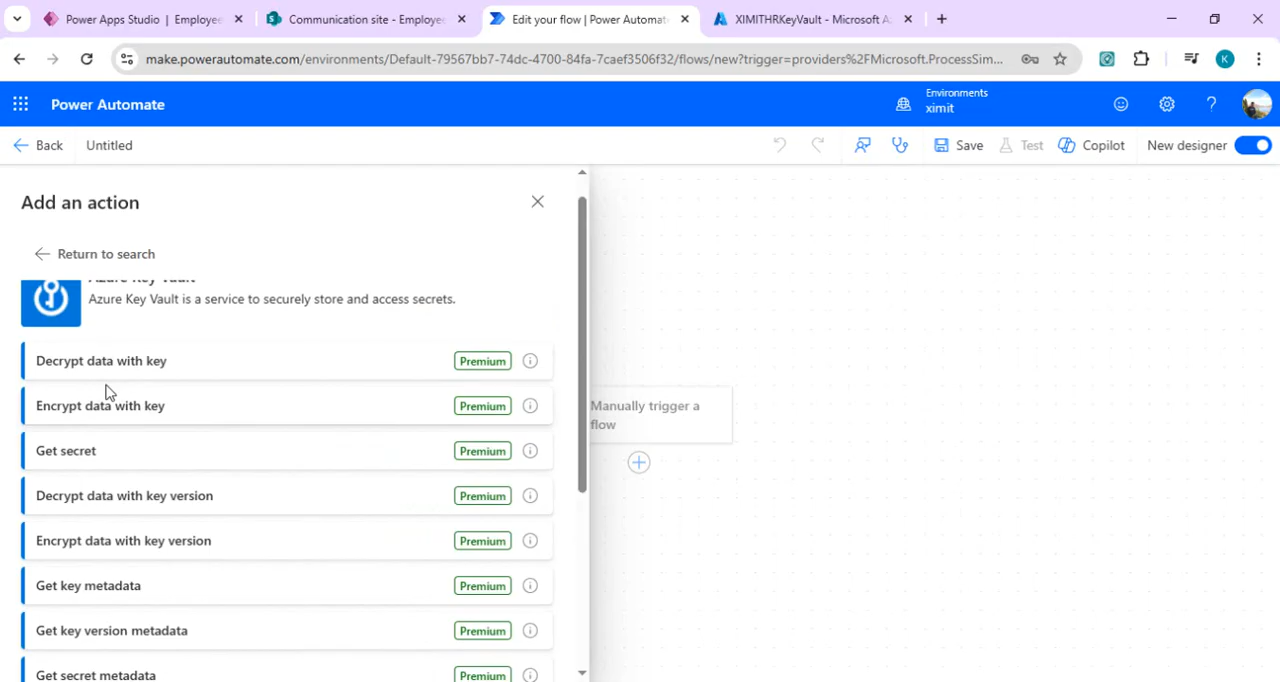 Power Apps Studio | Employee
Communication site - Employee
Edit your flow | Power Automat
XIMITHRKeyVault - Microsoft A
make.powerautomate.com/environments/Default-79567bb7-74dc-4700-84fa-7caef3506f32/flows/new?trigger=providers%2FMicrosoft.ProcessSim...
K
Power Automate
Environments
ximit
Back
Untitled
Save
Test
Copilot
New designer
Add an action
Return to search
Azure Key Vault
Azure Key Vault is a service to securely store and access secrets.
Decrypt data with key Premium
Encrypt data with key Premium
Get secret Premium
Decrypt data with key version Premium
Encrypt data with key version Premium
Get key metadata Premium
Get key version metadata Premium
Get secret metadata Premium
Manually trigger a
flow